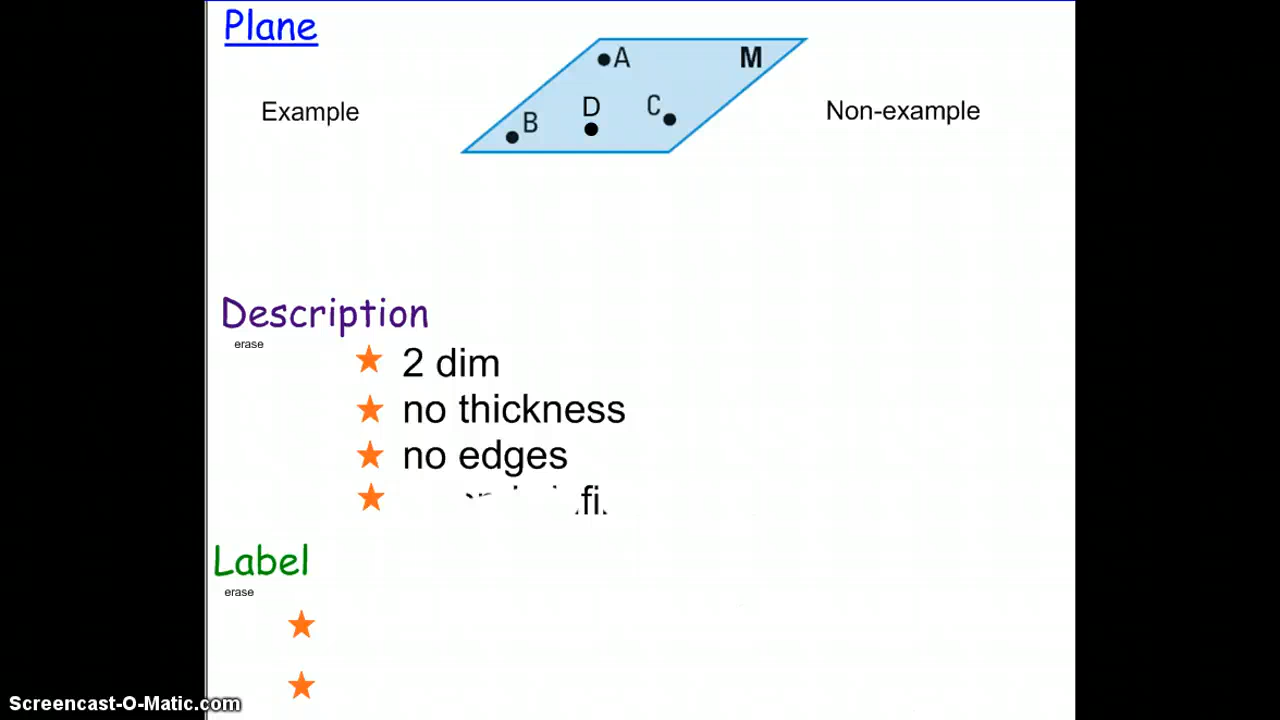 Plane
A
M
Example
B
D
C
Non-example
Description
erase
2 dim
no thickness
no edges
Label
erase
Screencast-O-Matic.com